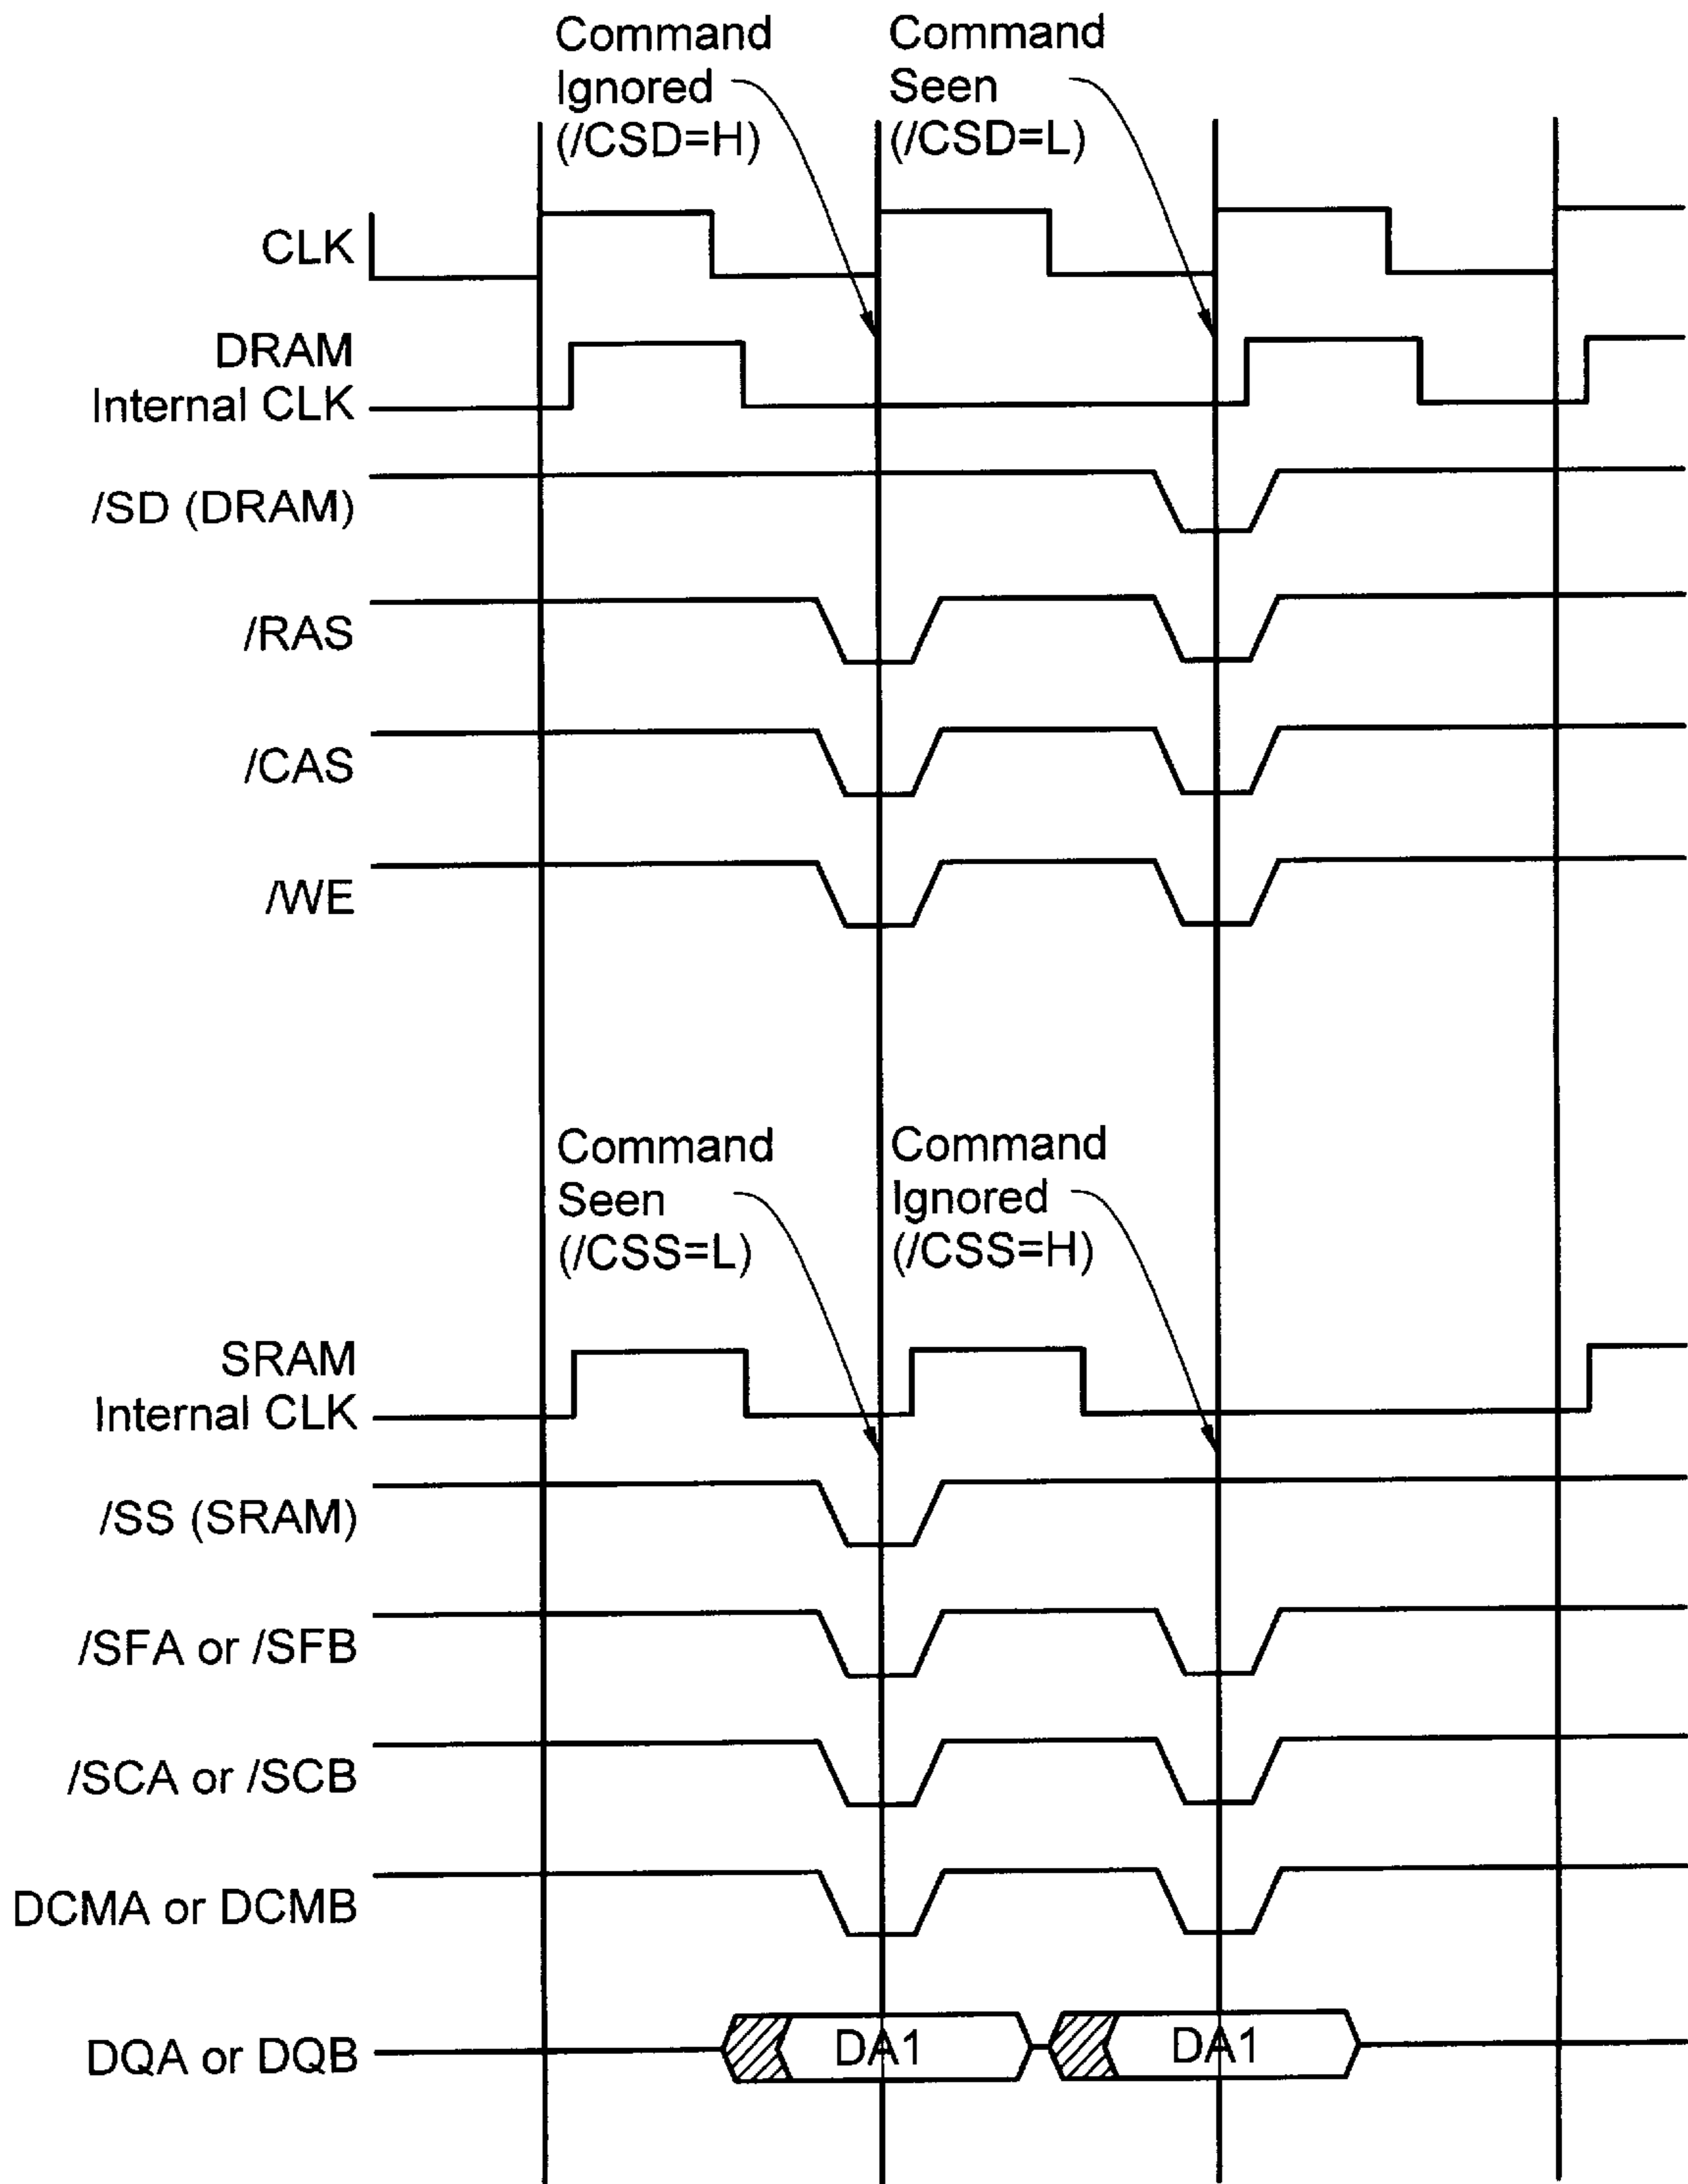 Command
Ignored
(/CSD=H)
Command
Seen
(/CSD=L)
CLK
DRAM
Internal CLK
/SD (DRAM)
/RAS
/CAS
/WE
Command
Seen
(/CSS=L)
Command
Ignored
(/CSS=H)
SRAM
Internal CLK
/SS (SRAM)
/SFA or /SFB
/SCA or /SCB
DCMA or DCMB
DQA or DQB
DA1
DA1